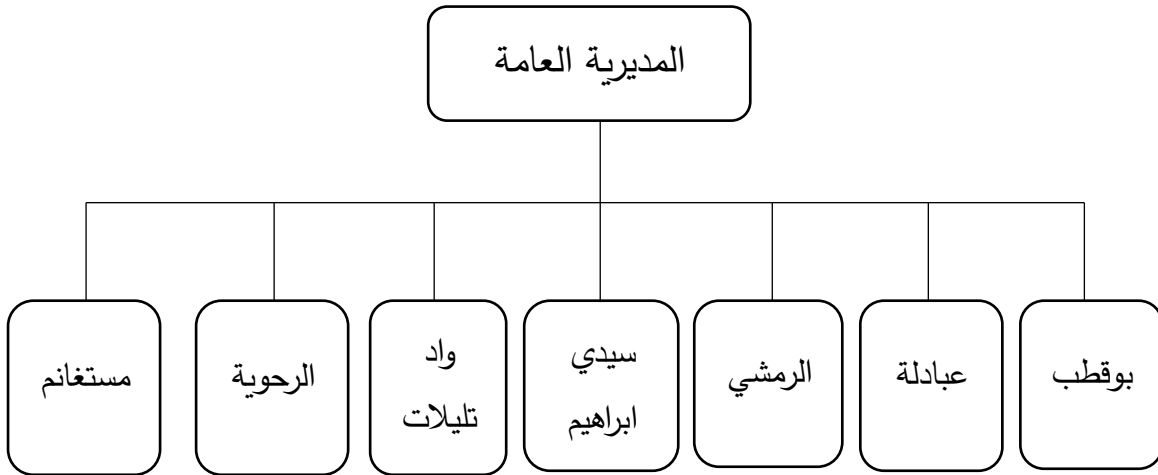 المديرية العامة
بوقطب
عبادلة
الرمشي
سيدي
ابراهيم
واد
تليلات
الرحوية
مستغانم